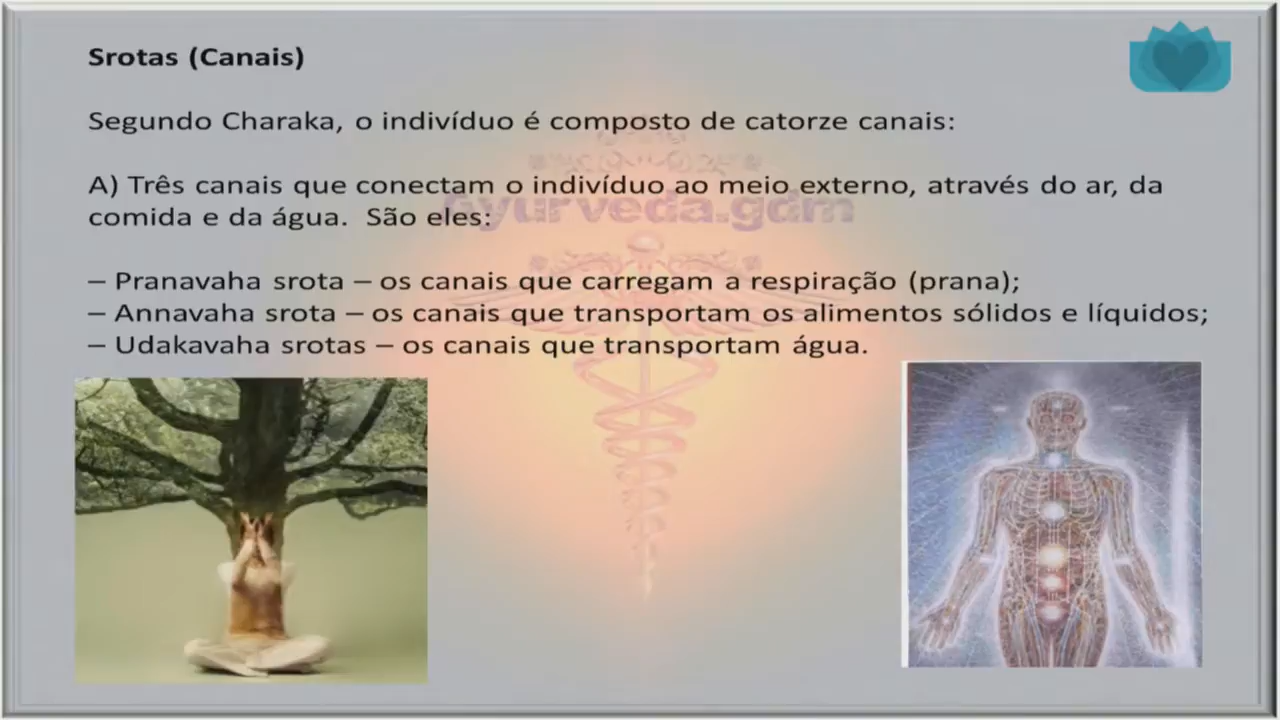 Srotas (Canais)
Segundo Charaka, o indivíduo é composto de catorze canais:
A) Três canais que conectam o indivíduo ao meio externo, através do ar, da
comida e da água.  São eles:
Ayurveda.gdm
– Pranavaha srota – os canais que carregam a respiração (prana);
– Annavaha srota – os canais que transportam os alimentos sólidos e líquidos;
– Udakavaha srotas – os canais que transportam água.